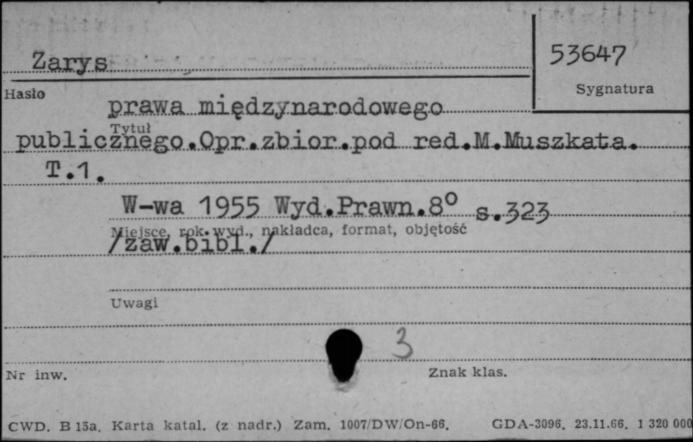 Zarys
53647
Sygnatura
Hasło
prawa międzynarodowego
Tytuł
publicznego.Opr.zbior.pod red.M.Muszkata.
T.1.
W-wa 1955 Wyd.Prawn.8° s.323
Miejsce, rok wyd., nakładca, format, objętość
/zaw.bibl./
Uwagi
3
Nr inw.
Znak klas.
CWD. B 15a. Karta katal. (z nadr.) Zam. 1007/DW/On-66. GDA-3096. 23.11.66. 1 320 000